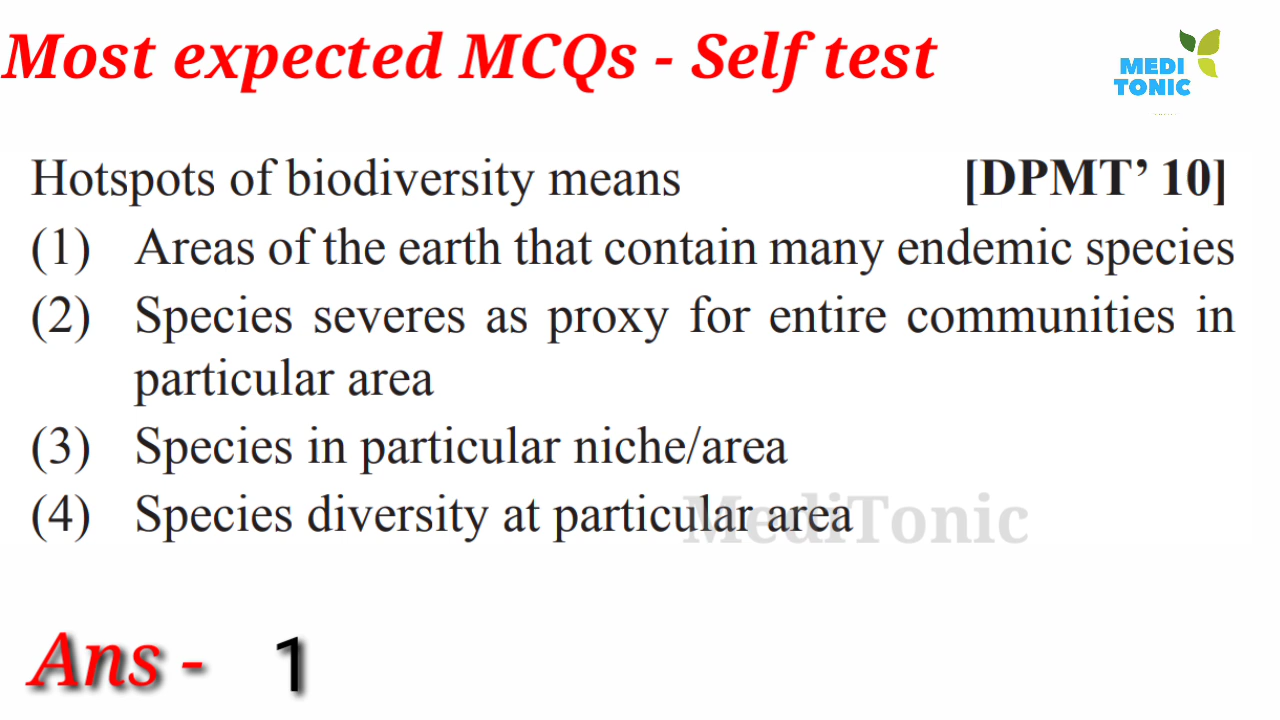 Most expected MCQs - Self test
MEDI
TONIC
Hotspots of biodiversity means [DPMT’ 10]
(1) Areas of the earth that contain many endemic species
(2) Species severes as proxy for entire communities in
particular area
(3) Species in particular niche/area
(4) Species diversity at particular area
MediTonic
Ans - 1